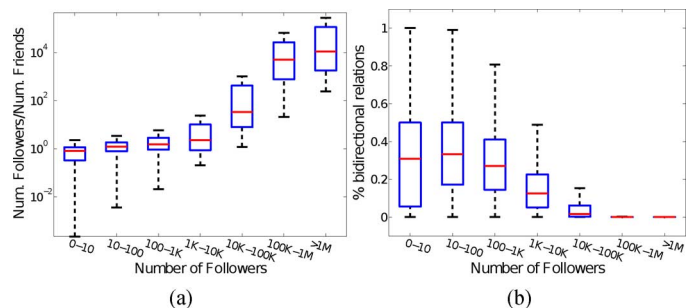 Num. Followers/Num. Friends
10^4
10^2
10^0
10^-2
0-10
10-100
100-1K
1K-10K
10K-100K
100K-1M
>1M
Number of Followers
(a)
% bidirectional relations
1
0.8
0.6
0.4
0.2
0
0-10
10-100
100-1K
1K-10K
10K-100K
100K-1M
>1M
Number of Followers
(b)